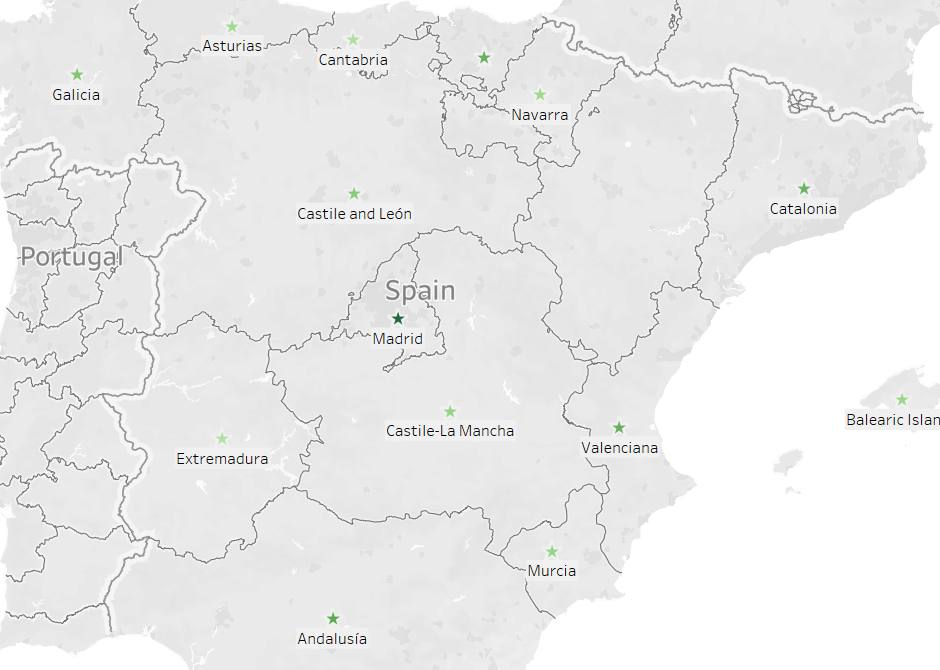 Asturias
Cantabria
Galicia
Navarra
Castile and León
Catalonia
Portugal
Spain
Madrid
Balearic Islan
Castile-La Mancha
Valenciana
Extremadura
Murcia
Andalusía